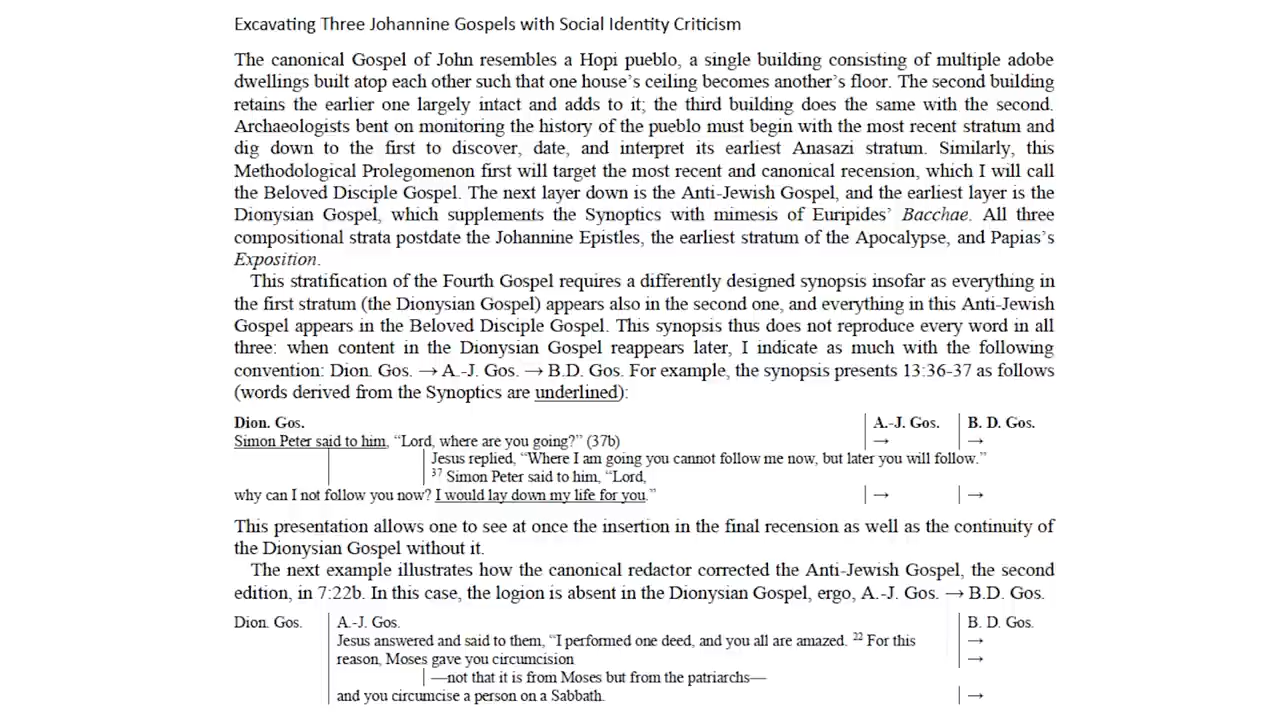 Excavating Three Johannine Gospels with Social Identity Criticism
The canonical Gospel of John resembles a Hopi pueblo, a single building consisting of multiple adobe
dwellings built atop each other such that one house's ceiling becomes another's floor. The second building
retains the earlier one largely intact and adds to it; the third building does the same with the second.
Archaeologists bent on monitoring the history of the pueblo must begin with the most recent stratum and
dig down to the first to discover, date, and interpret its earliest Anasazi stratum. Similarly, this
Methodological Prolegomenon first will target the most recent and canonical recension, which I will call
the Beloved Disciple Gospel. The next layer down is the Anti-Jewish Gospel, and the earliest layer is the
Dionysian Gospel, which supplements the Synoptics with mimesis of Euripides' Bacchae. All three
compositional strata postdate the Johannine Epistles, the earliest stratum of the Apocalypse, and Papias's
Exposition.
This stratification of the Fourth Gospel requires a differently designed synopsis insofar as everything in
the first stratum (the Dionysian Gospel) appears also in the second one, and everything in this Anti-Jewish
Gospel appears in the Beloved Disciple Gospel. This synopsis thus does not reproduce every word in all
three: when content in the Dionysian Gospel reappears later, I indicate as much with the following
convention: Dion. Gos. → A.-J. Gos. → B.D. Gos. For example, the synopsis presents 13:36-37 as follows
(words derived from the Synoptics are underlined):
Dion. Gos. | A.-J. Gos. | B. D. Gos.
Simon Peter said to him, "Lord, where are you going?" (37b) | → | →
| | Jesus replied, "Where I am going you cannot follow me now, but later you will follow."
| | 37 Simon Peter said to him, "Lord,
why can I not follow you now? I would lay down my life for you." | → | →
This presentation allows one to see at once the insertion in the final recension as well as the continuity of
the Dionysian Gospel without it.
The next example illustrates how the canonical redactor corrected the Anti-Jewish Gospel, the second
edition, in 7:22b. In this case, the logion is absent in the Dionysian Gospel, ergo, A.-J. Gos. → B.D. Gos.
Dion. Gos. | A.-J. Gos. | B. D. Gos.
| Jesus answered and said to them, "I performed one deed, and you all are amazed. 22 For this | →
| reason, Moses gave you circumcision | →
| | —not that it is from Moses but from the patriarchs—
| and you circumcise a person on a Sabbath. | →